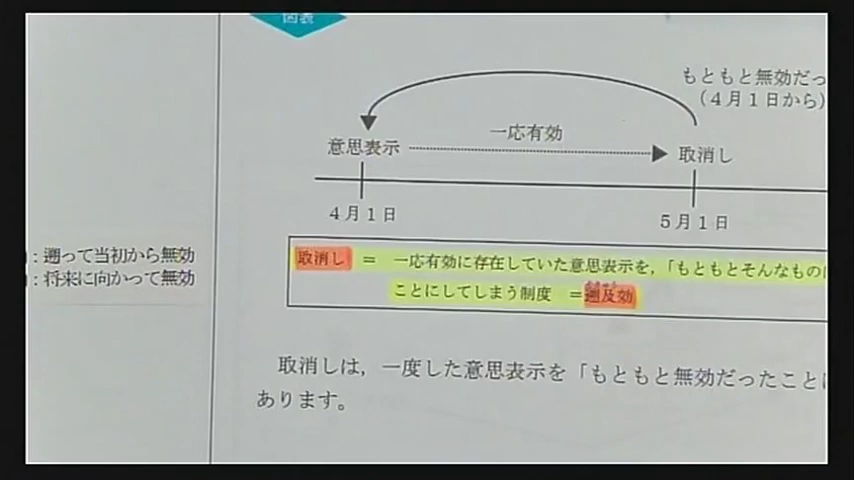 図表
もともと無効だっ
(4月1日から)
一応有効
意思表示
取消し
4月1日
5月1日
：遡って当初から無効
：将来に向かって無効
取消し ＝ 一応有効に存在していた意思表示を，「もともとそんなもの
ことにしてしまう制度 ＝遡及効
取消しは，一度した意思表示を「もともと無効だったこと
あります。